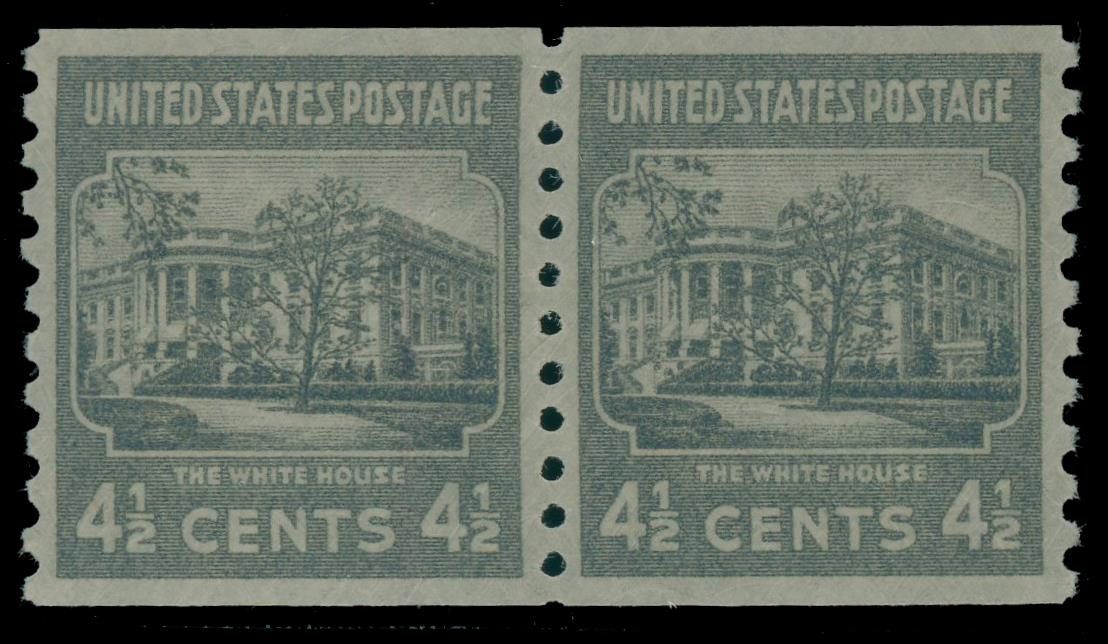 UNITED STATES POSTAGE
THE WHITE HOUSE
4½ CENTS 4½
UNITED STATES POSTAGE
THE WHITE HOUSE
4½ CENTS 4½